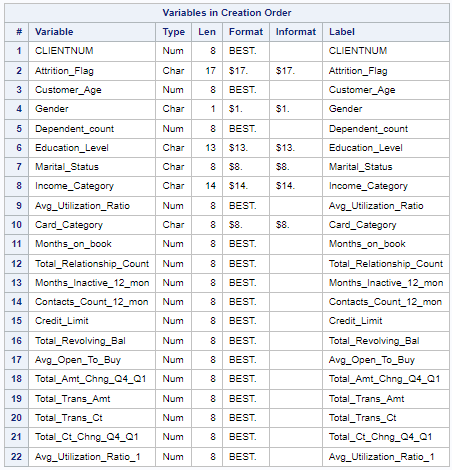 Variables in Creation Order
# Variable Type Len Format Informat Label
1 CLIENTNUM Num 8 BEST. CLIENTNUM
2 Attrition_Flag Char 17 $17. $17. Attrition_Flag
3 Customer_Age Num 8 BEST. Customer_Age
4 Gender Char 1 $1. $1. Gender
5 Dependent_count Num 8 BEST. Dependent_count
6 Education_Level Char 13 $13. $13. Education_Level
7 Marital_Status Char 8 $8. $8. Marital_Status
8 Income_Category Char 14 $14. $14. Income_Category
9 Avg_Utilization_Ratio Num 8 BEST. Avg_Utilization_Ratio
10 Card_Category Char 8 $8. $8. Card_Category
11 Months_on_book Num 8 BEST. Months_on_book
12 Total_Relationship_Count Num 8 BEST. Total_Relationship_Count
13 Months_Inactive_12_mon Num 8 BEST. Months_Inactive_12_mon
14 Contacts_Count_12_mon Num 8 BEST. Contacts_Count_12_mon
15 Credit_Limit Num 8 BEST. Credit_Limit
16 Total_Revolving_Bal Num 8 BEST. Total_Revolving_Bal
17 Avg_Open_To_Buy Num 8 BEST. Avg_Open_To_Buy
18 Total_Amt_Chng_Q4_Q1 Num 8 BEST. Total_Amt_Chng_Q4_Q1
19 Total_Trans_Amt Num 8 BEST. Total_Trans_Amt
20 Total_Trans_Ct Num 8 BEST. Total_Trans_Ct
21 Total_Ct_Chng_Q4_Q1 Num 8 BEST. Total_Ct_Chng_Q4_Q1
22 Avg_Utilization_Ratio_1 Num 8 BEST. Avg_Utilization_Ratio_1